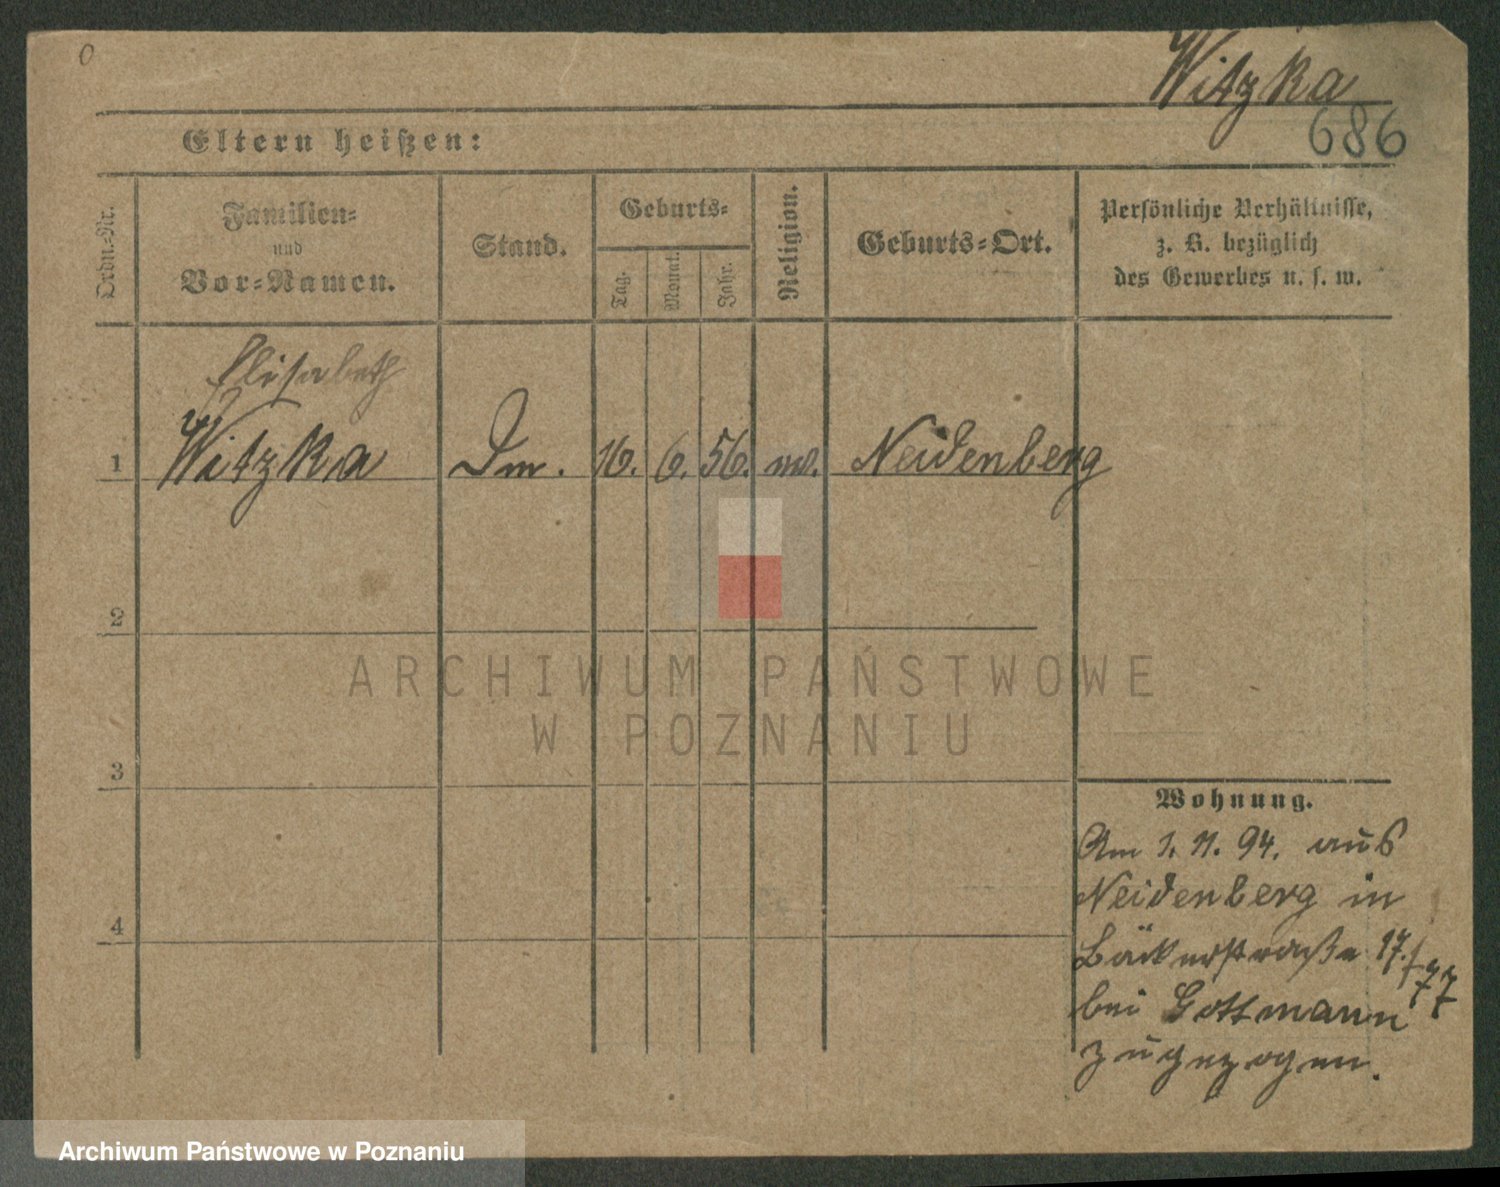 0
Witzka
686
Eltern heißen:
Ordn.-Nr.
Familien-
und
Vor-Namen.
Stand.
Geburts-
Tag.
Monat.
Jahr.
Religion.
Geburts-Ort.
Persönliche Verhältnisse,
z. B. bezüglich
des Gewerbes u. s. w.
Elisabeth
1 Witzka 16. 6. 56. Neidenberg
2
3
4
Wohnung.
Am 1. 11. 94. aus
Neidenberg in
Bäckerstraße 17./77
bei Gottmann
zugezogen.
ARCHIWUM PAŃSTWOWE
W POZNANIU
Archiwum Państwowe w Poznaniu